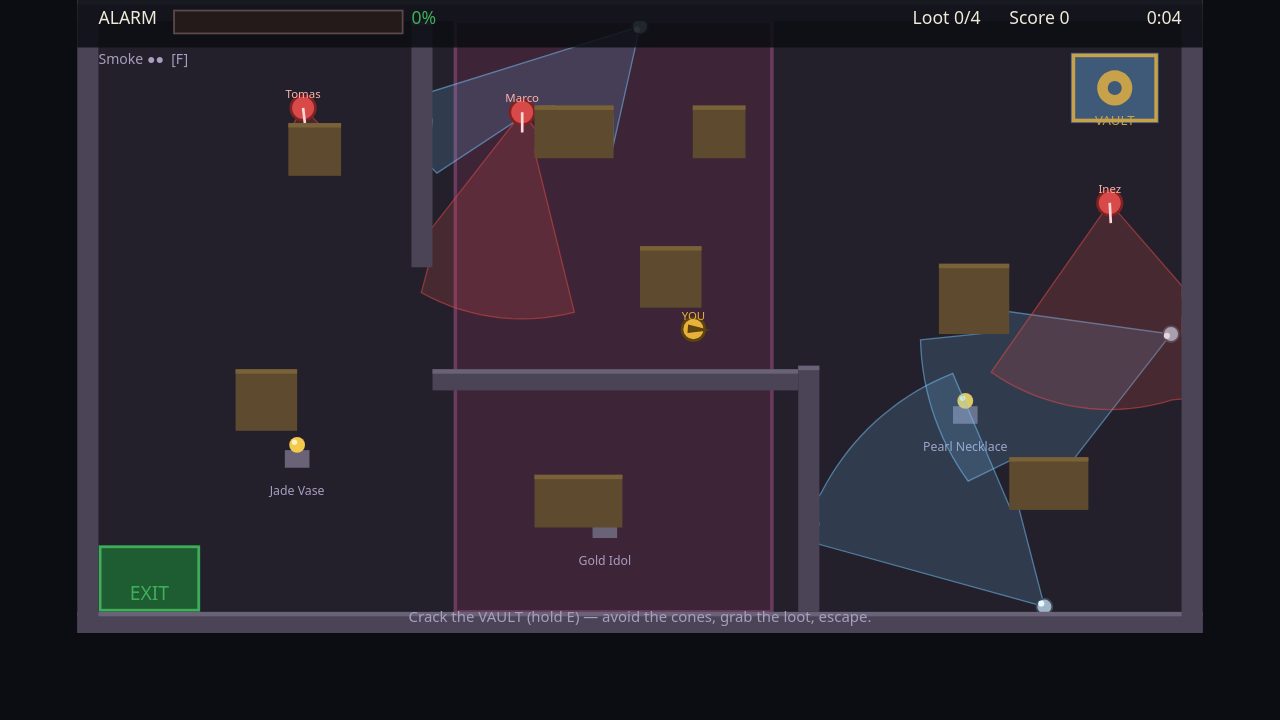 ALARM 0% Loot 0/4 Score 0 0:04
Smoke ●● [F]
VAULT
Tomas
Marco
Inez
YOU
Pearl Necklace
Jade Vase
Gold Idol
EXIT
Crack the VAULT (hold E) — avoid the cones, grab the loot, escape.